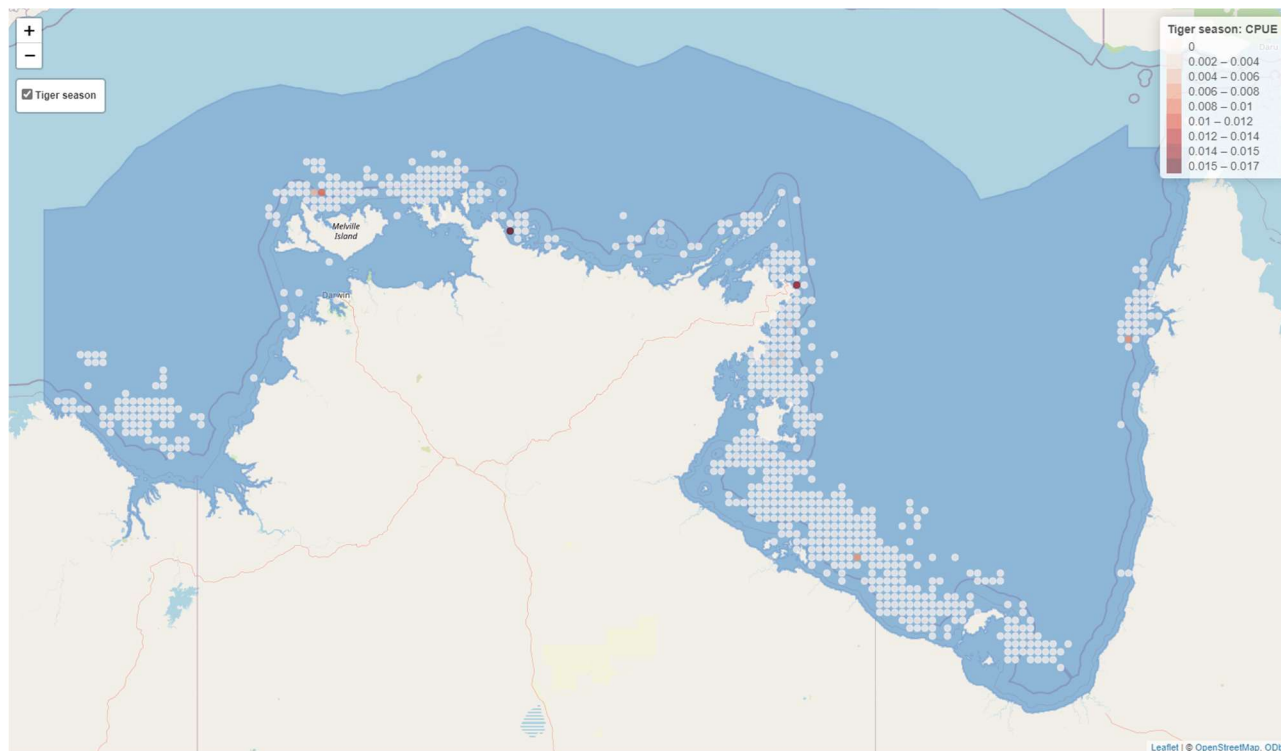 +
−
Tiger season
Tiger season: CPUE
0
0.002 – 0.004
0.004 – 0.006
0.006 – 0.008
0.008 – 0.01
0.01 – 0.012
0.012 – 0.014
0.014 – 0.015
0.015 – 0.017
Daru
Melville
Island
Darwin
Leaflet | © OpenStreetMap, ODb